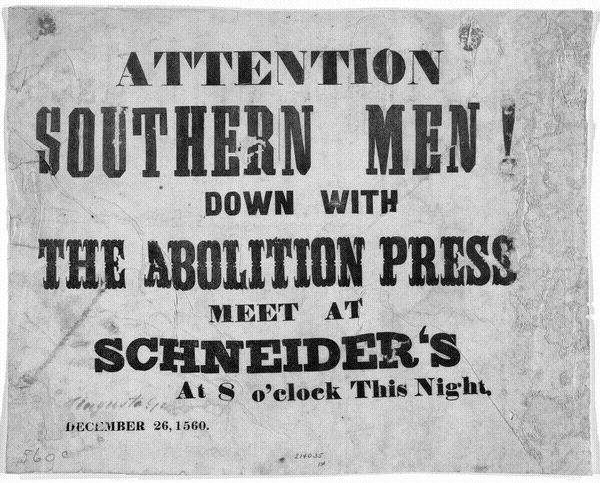 ATTENTION
SOUTHERN MEN!
DOWN WITH
THE ABOLITION PRESS
MEET AT
SCHNEIDER'S
At 8 o'clock This Night,
DECEMBER 26, 1560.